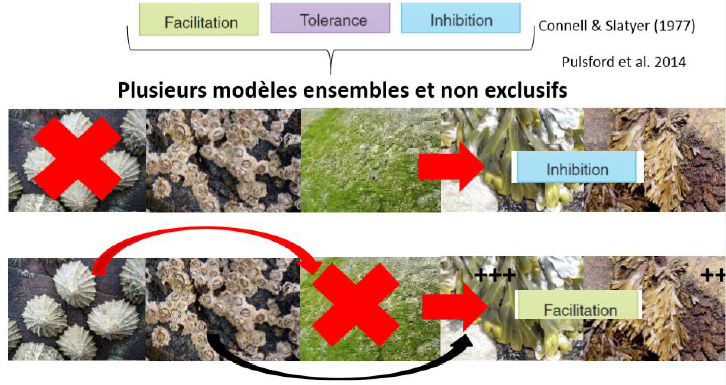 Facilitation
Tolerance
Inhibition
Connell & Slatyer (1977)
Pulsford et al. 2014
Plusieurs modèles ensembles et non exclusifs
Inhibition
+++
++
Facilitation